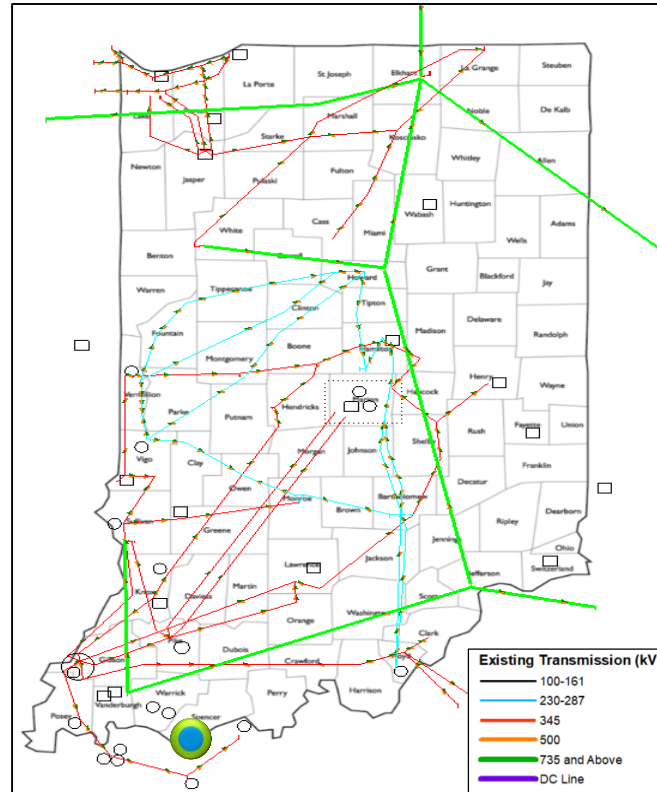 La Grange
Steuben
St Joseph
Elkhart
La Porte
Lake
Noble
De Kalb
Marshall
Starke
Kosciusko
Whitley
Allen
Newton
Jasper
Pulaski
Fulton
Wabash
Huntington
Cass
Miami
White
Adams
Wells
Benton
Carroll
Grant
Blackford
Jay
Warren
Tippecanoe
Howard
Clinton
Tipton
Delaware
Madison
Randolph
Fountain
Hamilton
Boone
Montgomery
Henry
Wayne
Vermillion
Hendricks
Marion
Hancock
Parke
Putnam
Rush
Fayette
Union
Shelby
Morgan
Johnson
Franklin
Vigo
Clay
Owen
Decatur
Monroe
Brown
Bartholomew
Dearborn
Sullivan
Greene
Ripley
Jennings
Jackson
Ohio
Lawrence
Switzerland
Jefferson
Knox
Daviess
Martin
Scott
Washington
Orange
Clark
Pike
Dubois
Crawford
Floyd
Gibson
Harrison
Perry
Warrick
Vanderburgh
Spencer
Posey
Existing Transmission (kV
100-161
230-287
345
500
735 and Above
DC Line